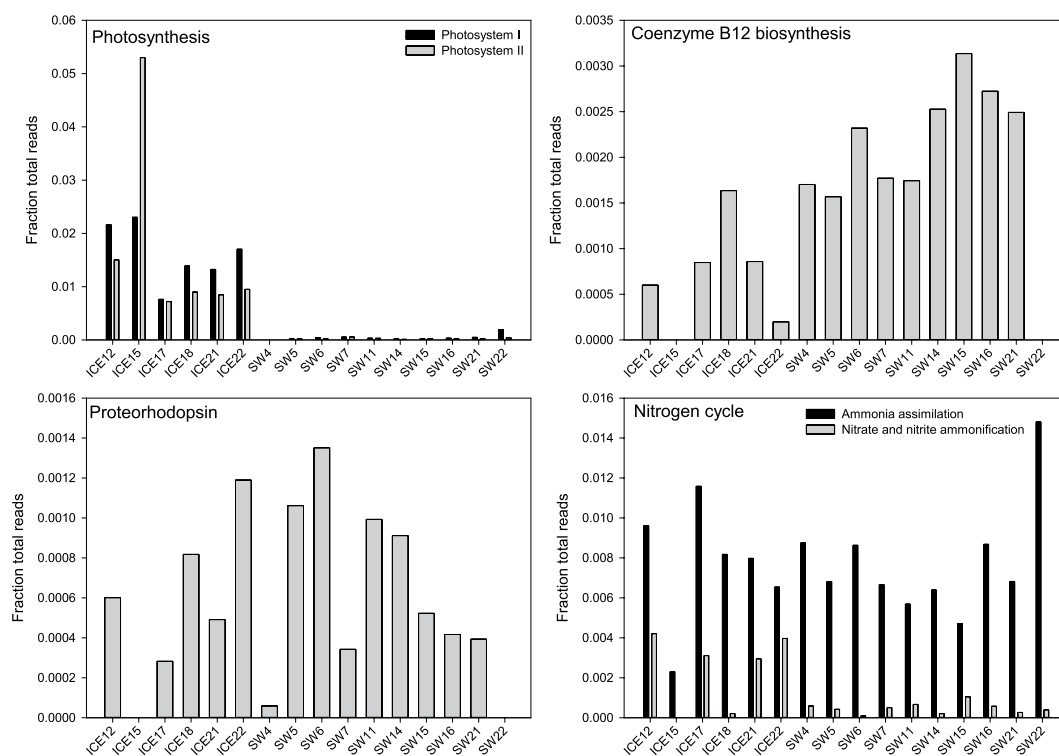 Photosynthesis
Photosystem I
Photosystem II
Fraction total reads
0.06
0.05
0.04
0.03
0.02
0.01
0.00
ICE12 ICE15 ICE17 ICE18 ICE21 ICE22 SW4 SW5 SW6 SW7 SW11 SW14 SW15 SW16 SW21 SW22
Coenzyme B12 biosynthesis
Fraction total reads
0.0035
0.0030
0.0025
0.0020
0.0015
0.0010
0.0005
0.0000
ICE12 ICE15 ICE17 ICE18 ICE21 ICE22 SW4 SW5 SW6 SW7 SW11 SW14 SW15 SW16 SW21 SW22
Proteorhodopsin
Fraction total reads
0.0016
0.0014
0.0012
0.0010
0.0008
0.0006
0.0004
0.0002
0.0000
ICE12 ICE15 ICE17 ICE18 ICE21 ICE22 SW4 SW5 SW6 SW7 SW11 SW14 SW15 SW16 SW21 SW22
Nitrogen cycle
Ammonia assimilation
Nitrate and nitrite ammonification
Fraction total reads
0.016
0.014
0.012
0.010
0.008
0.006
0.004
0.002
0.000
ICE12 ICE15 ICE17 ICE18 ICE21 ICE22 SW4 SW5 SW6 SW7 SW11 SW14 SW15 SW16 SW21 SW22